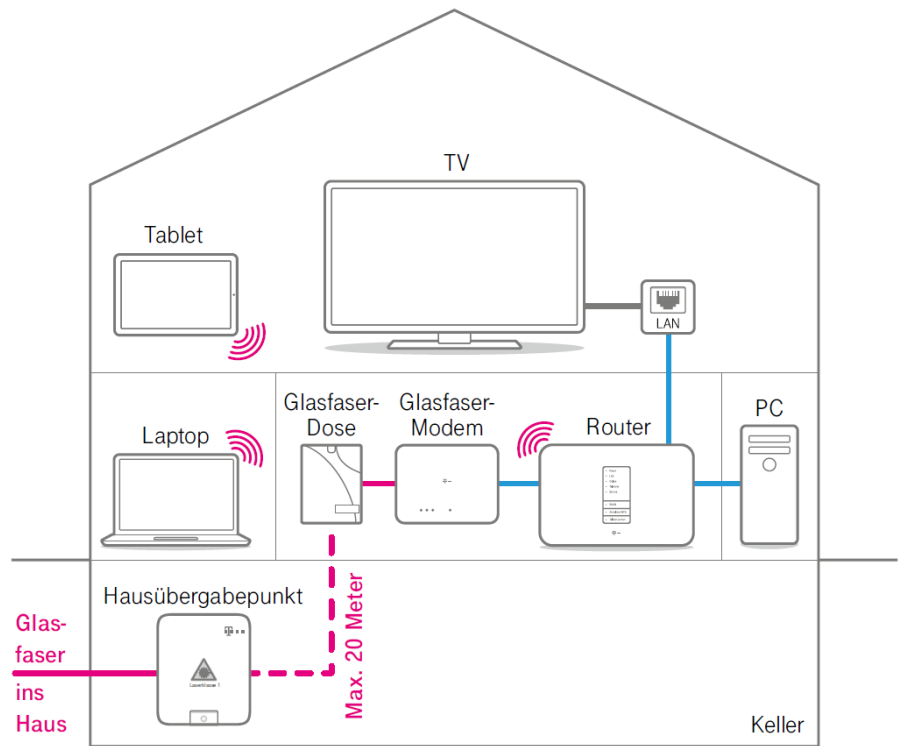 TV
Tablet
LAN
Glasfaser-
Dose
Glasfaser-
Modem
Router
PC
Laptop
Hausübergabepunkt
Glas-
faser
ins
Haus
Max. 20 Meter
Keller